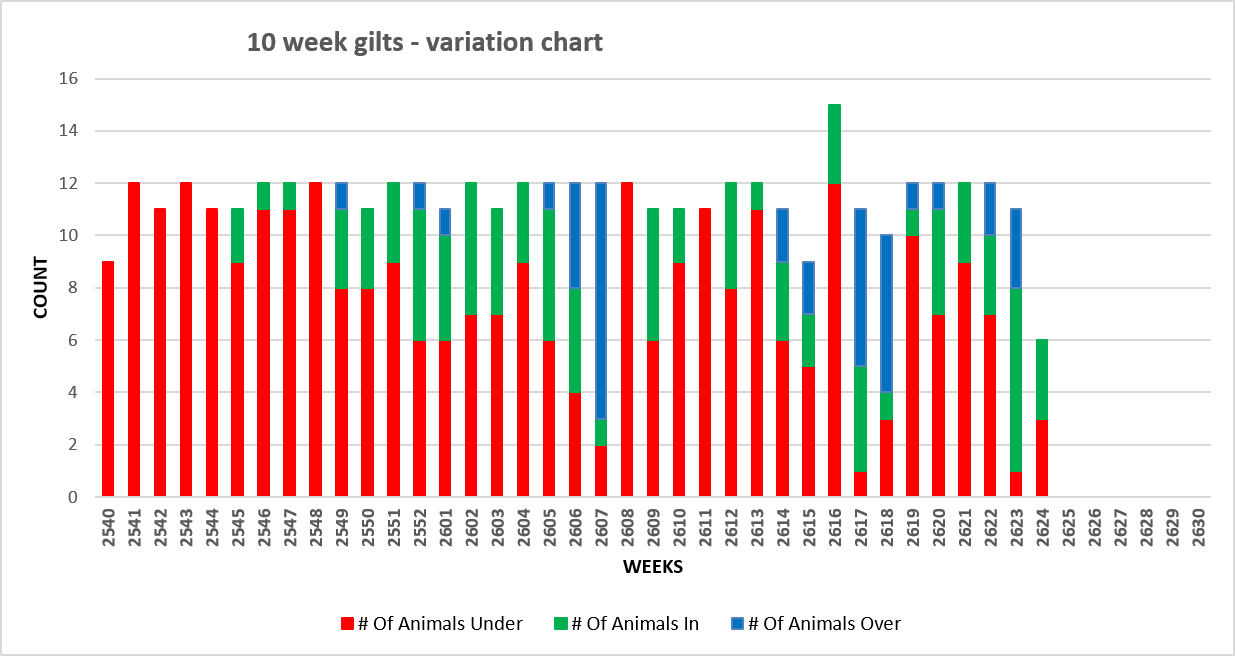 10 week gilts - variation chart
16
14
12
10
8
6
4
2
0
COUNT
2540 2541 2542 2543 2544 2545 2546 2547 2548 2549 2550 2551 2552 2601 2602 2603 2604 2605 2606 2607 2608 2609 2610 2611 2612 2613 2614 2615 2616 2617 2618 2619 2620 2621 2622 2623 2624 2625 2626 2627 2628 2629 2630
WEEKS
# Of Animals Under # Of Animals In # Of Animals Over